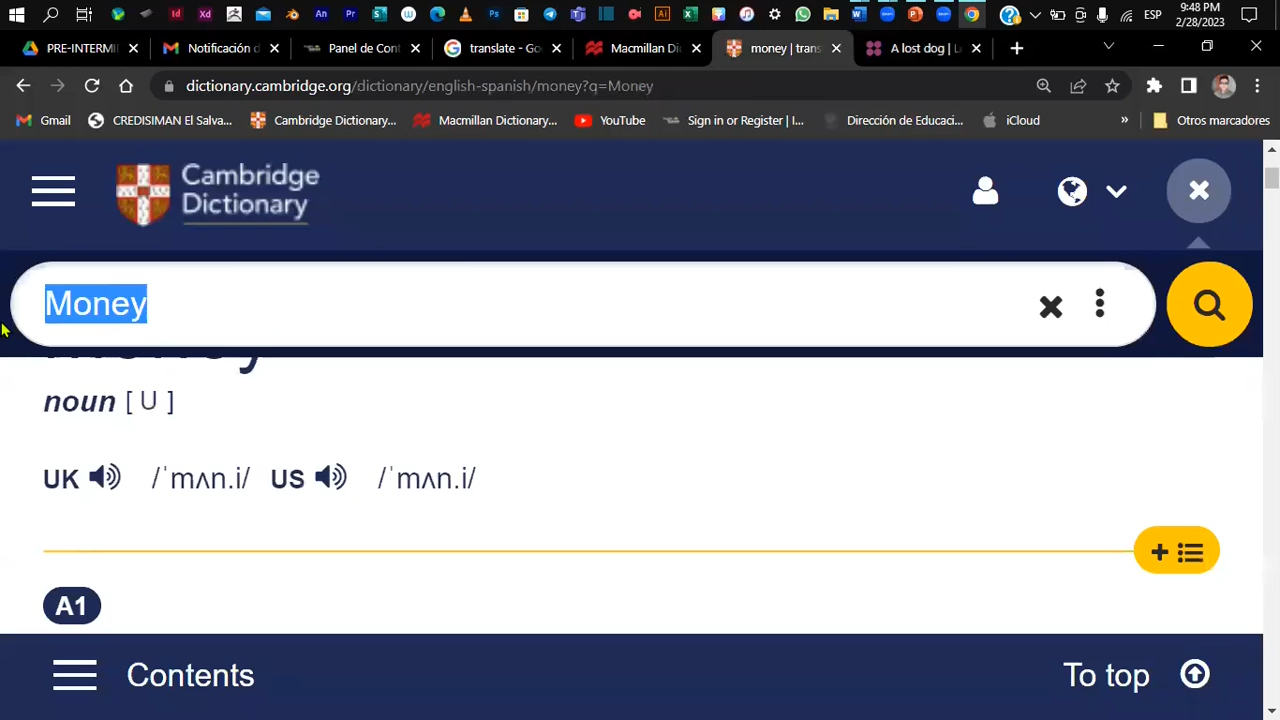 9:48 PM
ESP
2/28/2023
PRE-INTERMI
Notificación d
Panel de Cont
translate - Goo
Macmillan Dic
money | trans
A lost dog | L
dictionary.cambridge.org/dictionary/english-spanish/money?q=Money
Gmail
CREDISIMAN El Salva...
Cambridge Dictionary...
Macmillan Dictionary...
YouTube
Sign in or Register | I...
Dirección de Educaci...
iCloud
»
Otros marcadores
Cambridge
Dictionary
Money
money
noun [ U ]
UK /ˈmʌn.i/ US /ˈmʌn.i/
A1
Contents
To top